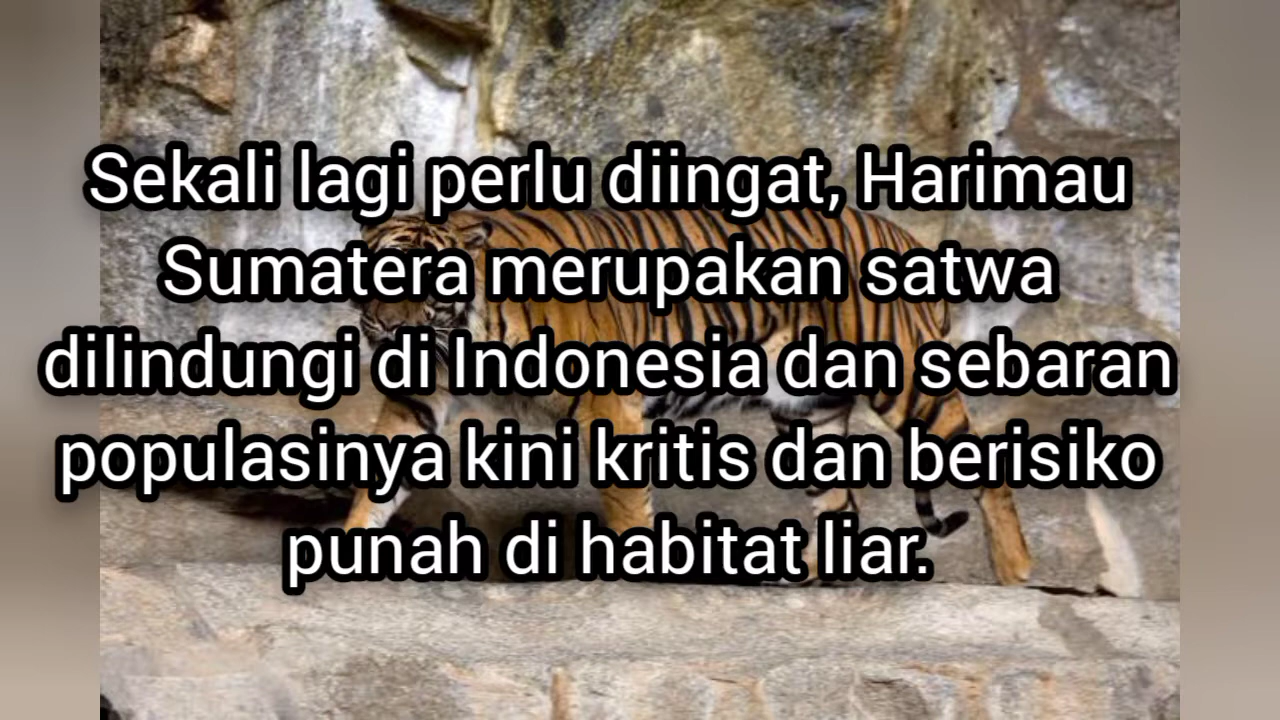 Sekali lagi perlu diingat, Harimau
Sumatera merupakan satwa
dilindungi di Indonesia dan sebaran
populasinya kini kritis dan berisiko
punah di habitat liar.